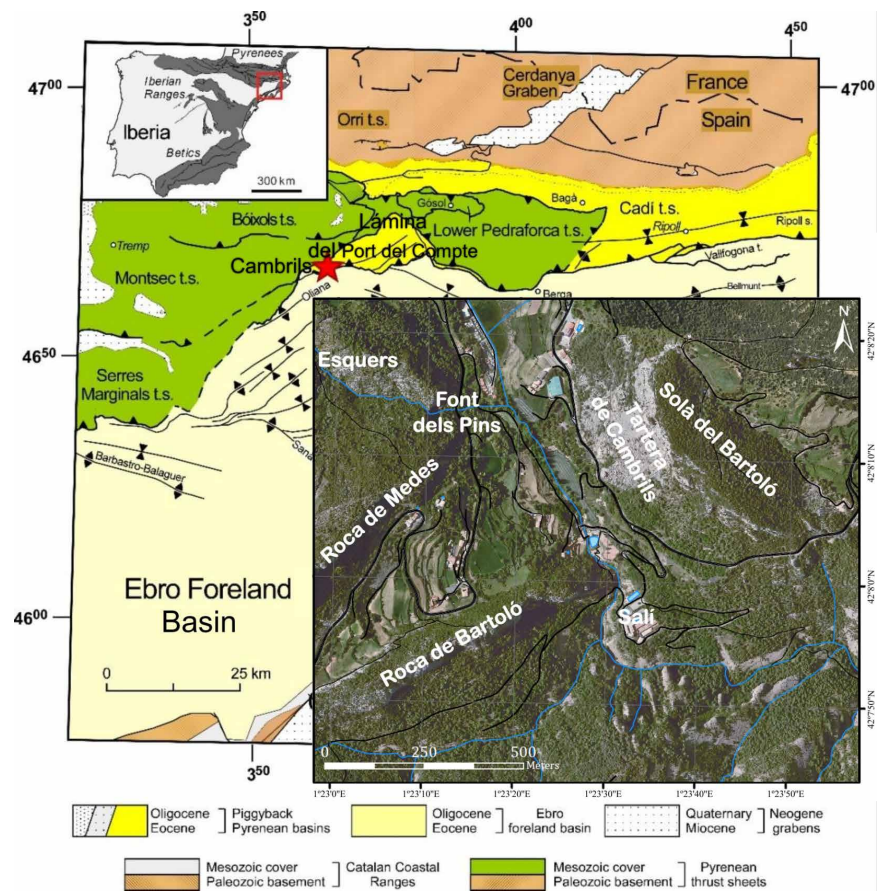 350
400
450
4700
4700
Pyrenees
Iberian
Ranges
Iberia
Betics
300 km
Cerdanya
Graben
France
Spain
Orri t.s.
Gósol
Bagà
Cadí t.s.
Bóixols t.s.
Lámina
Lower Pedraforca t.s.
Ripoll
Ripoll s.
Tremp
del Port del Compte
Vallfogona t.
Cambrils
Montsec t.s.
Oliana
Berga
Bellmunt
4650
Serres
Marginals t.s.
Sana
Barbastro-Balaguer
Ebro Foreland
Basin
4600
0
25 km
350
N
Esquers
Font
dels Pins
Tartera
de Cambrils
Solà del Bartoló
Roca de Medes
Salí
Roca de Bartoló
0
250
500
Meters
42°8'20"N
42°8'10"N
42°8'0"N
42°7'50"N
1°23'0"E
1°23'10"E
1°23'20"E
1°23'30"E
1°23'40"E
1°23'50"E
Oligocene
Eocene
Piggyback
Pyrenean basins
Oligocene
Eocene
Ebro
foreland basin
Quaternary
Miocene
Neogene
grabens
Mesozoic cover
Paleozoic basement
Catalan Coastal
Ranges
Mesozoic cover
Paleozoic basement
Pyrenean
thrust sheets